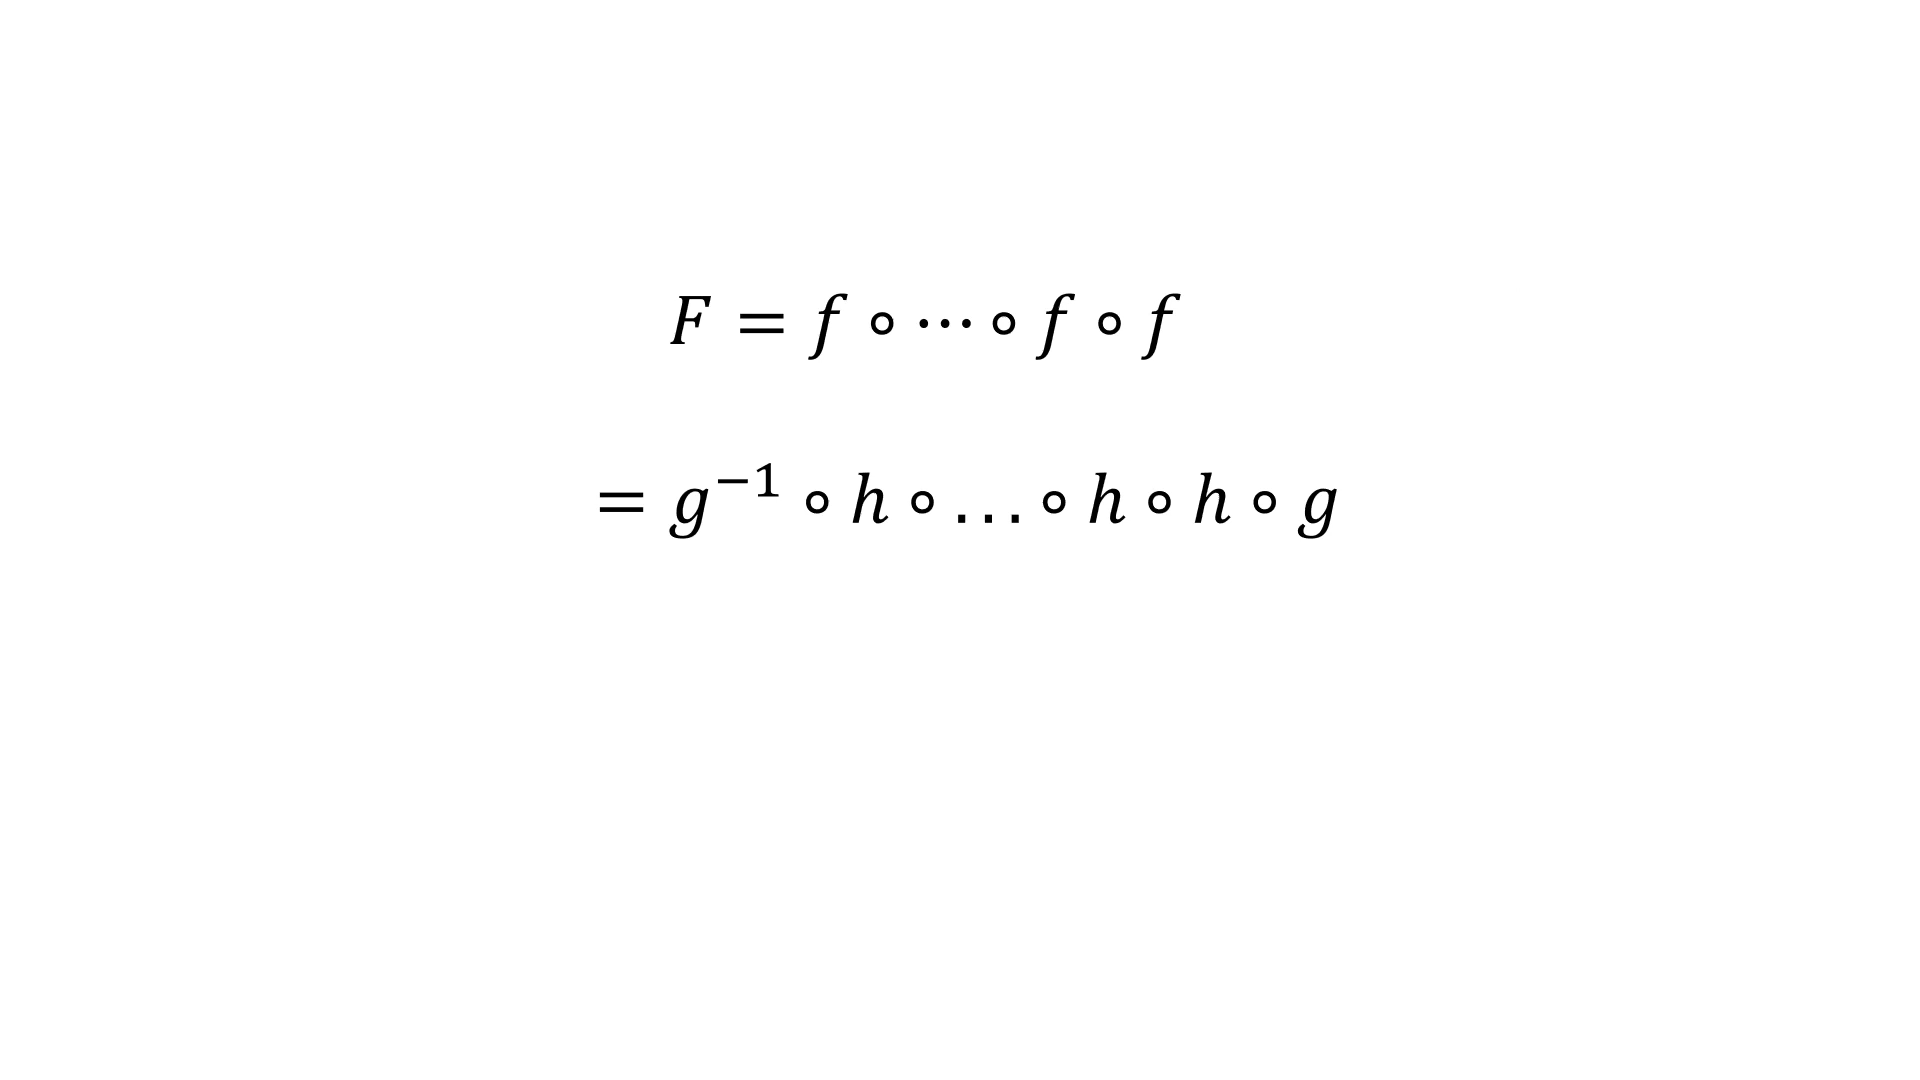 F = f ∘ ⋯ ∘ f ∘ f
= g⁻¹ ∘ h ∘ … ∘ h ∘ h ∘ g